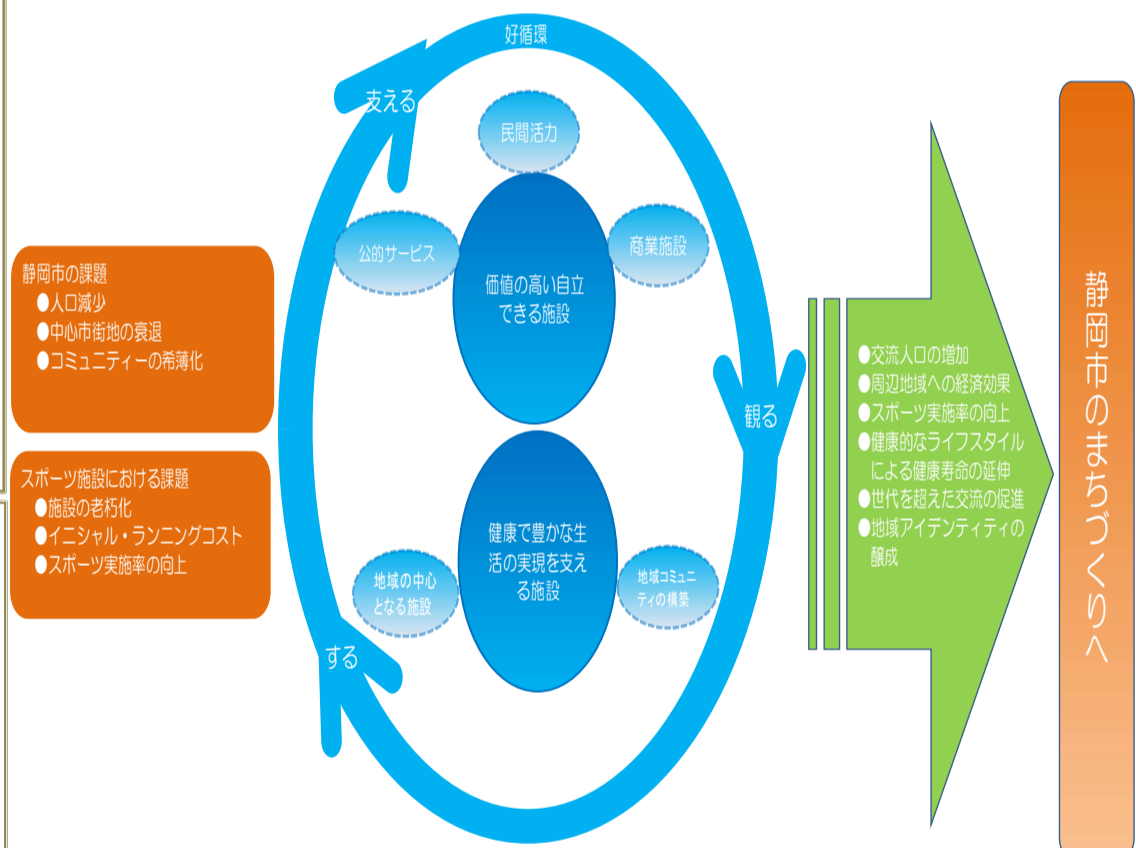 静岡市の課題
●人口減少
●中心市街地の衰退
●コミュニティーの希薄化
スポーツ施設における課題
●施設の老朽化
●イニシャル・ランニングコスト
●スポーツ実施率の向上
好循環
支える
観る
する
民間活力
公的サービス
商業施設
価値の高い自立
できる施設
健康で豊かな生
活の実現を支え
る施設
地域の中心
となる施設
地域コミュニ
ティの構築
●交流人口の増加
●周辺地域への経済効果
●スポーツ実施率の向上
●健康的なライフスタイル
による健康寿命の延伸
●世代を超えた交流の促進
●地域アイデンティティの
醸成
静岡市のまちづくりへ